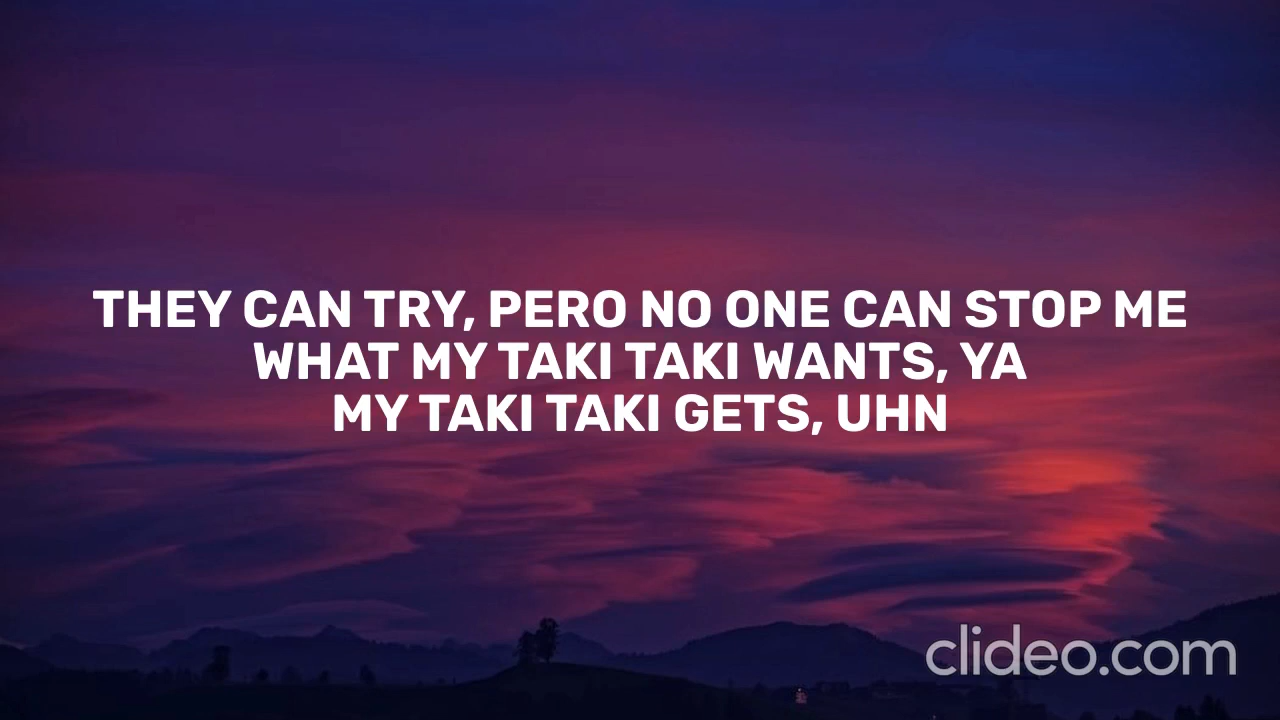 THEY CAN TRY, PERO NO ONE CAN STOP ME
WHAT MY TAKI TAKI WANTS, YA
MY TAKI TAKI GETS, UHN
clideo.com